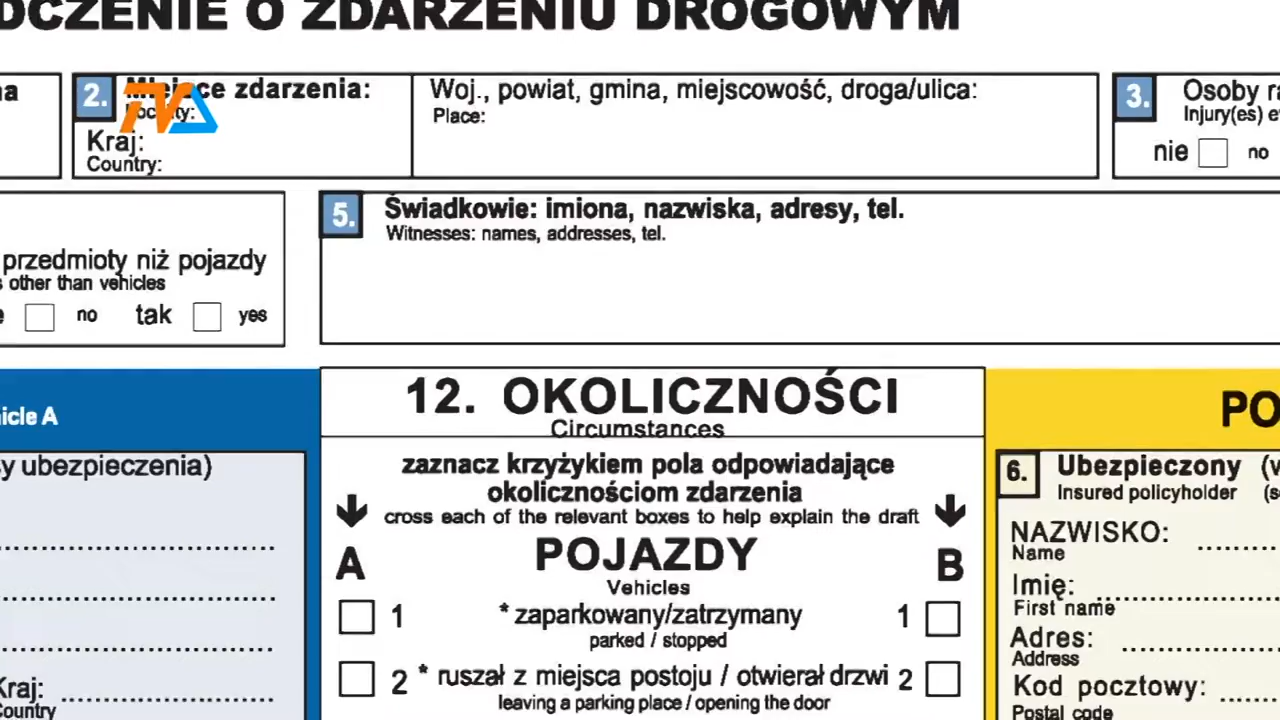 DCZENIE O ZDARZENIU DROGOWYM
na
2. Miejsce zdarzenia:
Woj., powiat, gmina, miejscowość, droga/ulica:
Place:
Kraj:
Country:
3. Osoby
Injury(es)
nie no
przedmioty niż pojazdy
other than vehicles
no tak yes
5. Świadkowie: imiona, nazwiska, adresy, tel.
Witnesses: names, addresses, tel.
12. OKOLICZNOŚCI
Circumstances
zaznacz krzyżykiem pola odpowiadające
okolicznościom zdarzenia
cross each of the relevant boxes to help explain the draft
A POJAZDY B
Vehicles
1 * zaparkowany/zatrzymany 1
parked / stopped
2 * ruszał z miejsca postoju / otwierał drzwi 2
leaving a parking place / opening the door
hicle A
y ubezpieczenia)
Kraj:
Country
PO
6. Ubezpieczony
Insured policyholder
NAZWISKO:
Name
Imię:
First name
Adres:
Address
Kod pocztowy:
Postal code